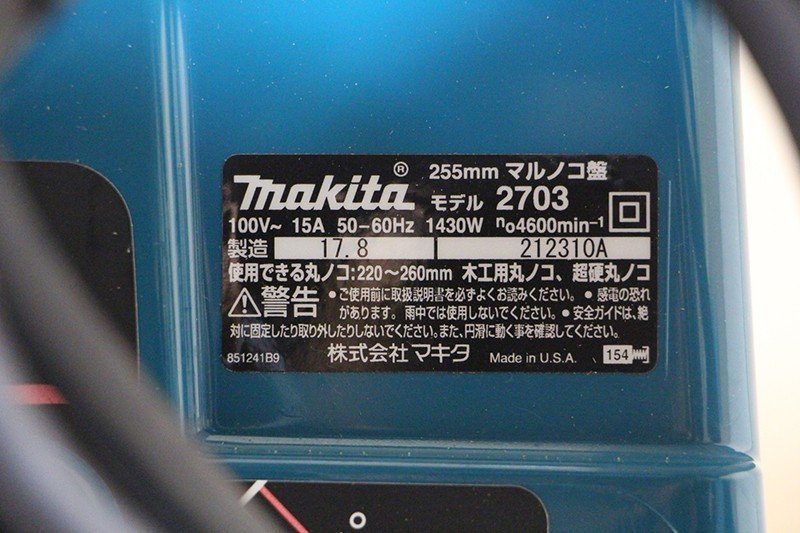 makita® 255mm マルノコ盤
モデル 2703
100V~ 15A 50-60Hz 1430W n₀4600min⁻¹
製造 17.8 212310A
使用できる丸ノコ:220~260mm 木工用丸ノコ、超硬丸ノコ
警告 •ご使用前に取扱説明書を必ずよくお読みください。 •感電の恐れ
があります。雨中では使用しないでください。•安全ガイドは、絶
対に固定したり取り外したりしないでください。また、円滑に動く事を確認してください。
851241B9 株式会社 マキタ Made in U.S.A. 154